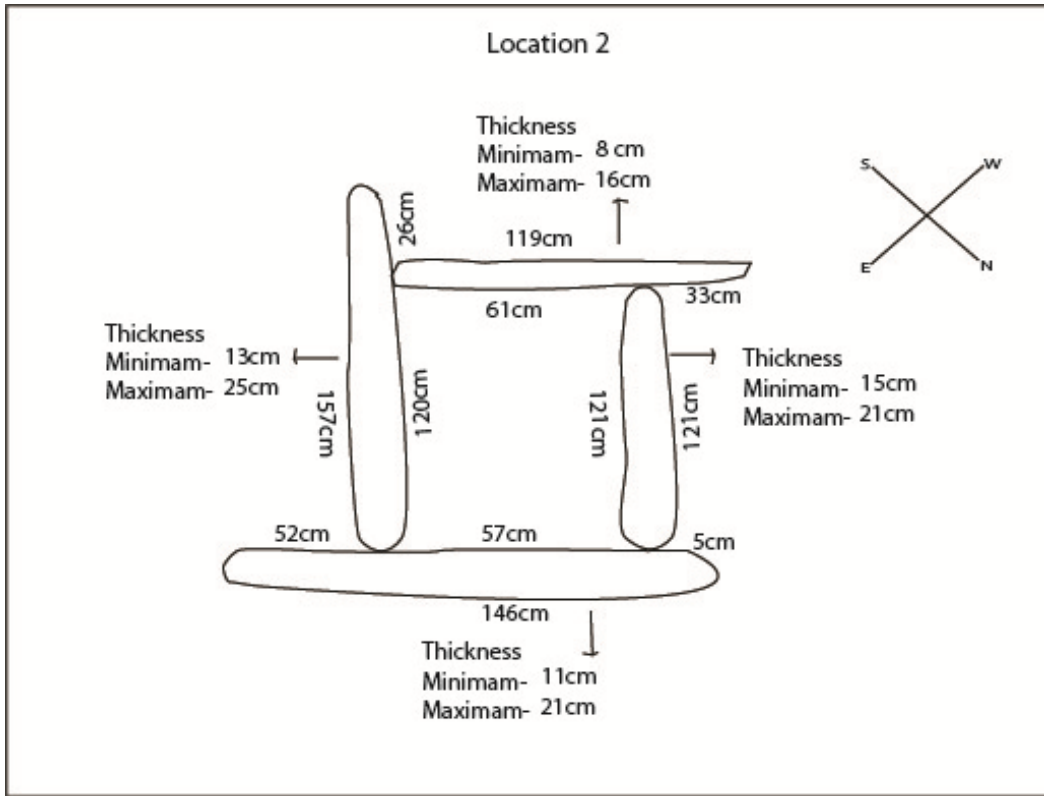 Location 2
Thickness
Minimam- 8 cm
Maximam- 16cm
S
W
E
N
26cm
119cm
61cm
33cm
Thickness
Minimam- 13cm
Maximam- 25cm
157cm
120cm
121cm
121cm
Thickness
Minimam- 15cm
Maximam- 21cm
52cm
57cm
5cm
146cm
Thickness
Minimam- 11cm
Maximam- 21cm